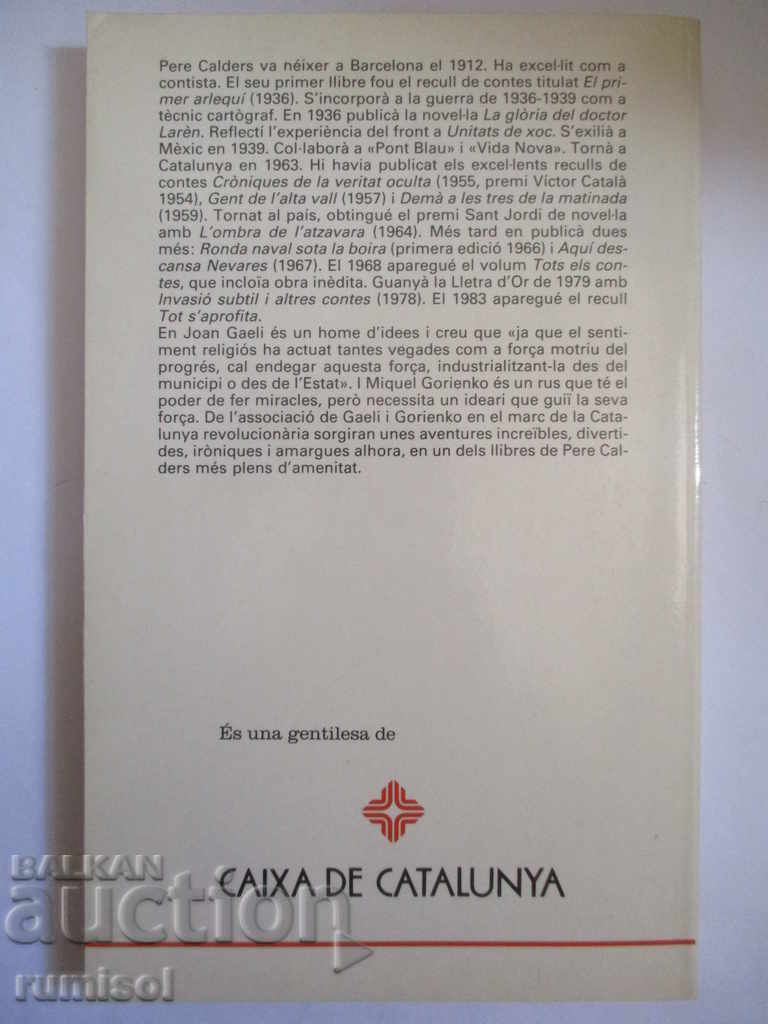 Pere Calders va néixer a Barcelona el 1912. Ha excel·lit com a
contista. El seu primer llibre fou el recull de contes titulat El pri-
mer arlequí (1936). S'incorporà a la guerra de 1936-1939 com a
tècnic cartògraf. En 1936 publicà la novel·la La glòria del doctor
Larèn. Reflectí l'experiència del front a Unitats de xoc. S'exilià a
Mèxic en 1939. Col·laborà a «Pont Blau» i «Vida Nova». Tornà a
Catalunya en 1963. Hi havia publicat els excel·lents reculls de
contes Cròniques de la veritat oculta (1955, premi Víctor Català
1954), Gent de l'alta vall (1957) i Demà a les tres de la matinada
(1959). Tornat al país, obtingué el premi Sant Jordi de novel·la
amb L'ombra de l'atzavara (1964). Més tard en publicà dues
més: Ronda naval sota la boira (primera edició 1966) i Aquí des-
cansa Nevares (1967). El 1968 aparegué el volum Tots els con-
tes, que incloïa obra inèdita. Guanyà la Lletra d'Or de 1979 amb
Invasió subtil i altres contes (1978). El 1983 aparegué el recull
Tot s'aprofita.
En Joan Gaeli és un home d'idees i creu que «ja que el senti-
ment religiós ha actuat tantes vegades com a força motriu del
progrés, cal endegar aquesta força, industrialitzant-la des del
municipi o des de l'Estat». I Miquel Gorienko és un rus que té el
poder de fer miracles, però necessita un ideari que guiï la seva
força. De l'associació de Gaeli i Gorienko en el marc de la Cata-
lunya revolucionària sorgiran unes aventures increïbles, diverti-
des, iròniques i amargues alhora, en un dels llibres de Pere Cal-
ders més plens d'amenitat.
És una gentilesa de
CAIXA DE CATALUNYA
BALKAN
auction
rumisol